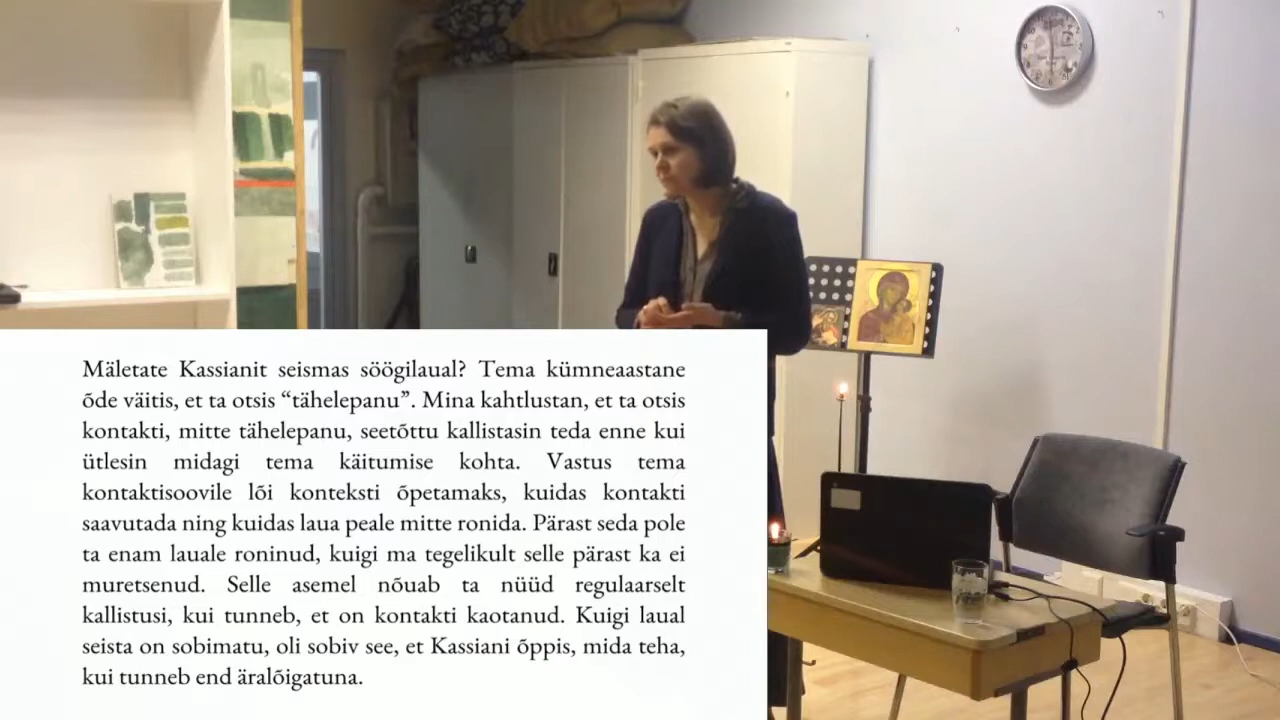 Mäletate Kassianit seismas söögilaual? Tema kümneaastane
õde väitis, et ta otsis “tähelepanu”. Mina kahtlustan, et ta otsis
kontakti, mitte tähelepanu, seetõttu kallistasin teda enne kui
ütlesin midagi tema käitumise kohta. Vastus tema
kontaktisoovile lõi konteksti õpetamaks, kuidas kontakti
saavutada ning kuidas laua peale mitte ronida. Pärast seda pole
ta enam lauale roninud, kuigi ma tegelikult selle pärast ka ei
muretsenud. Selle asemel nõuab ta nüüd regulaarselt
kallistusi, kui tunneb, et on kontakti kaotanud. Kuigi laual
seista on sobimatu, oli sobiv see, et Kassiani õppis, mida teha,
kui tunneb end äralõigatuna.